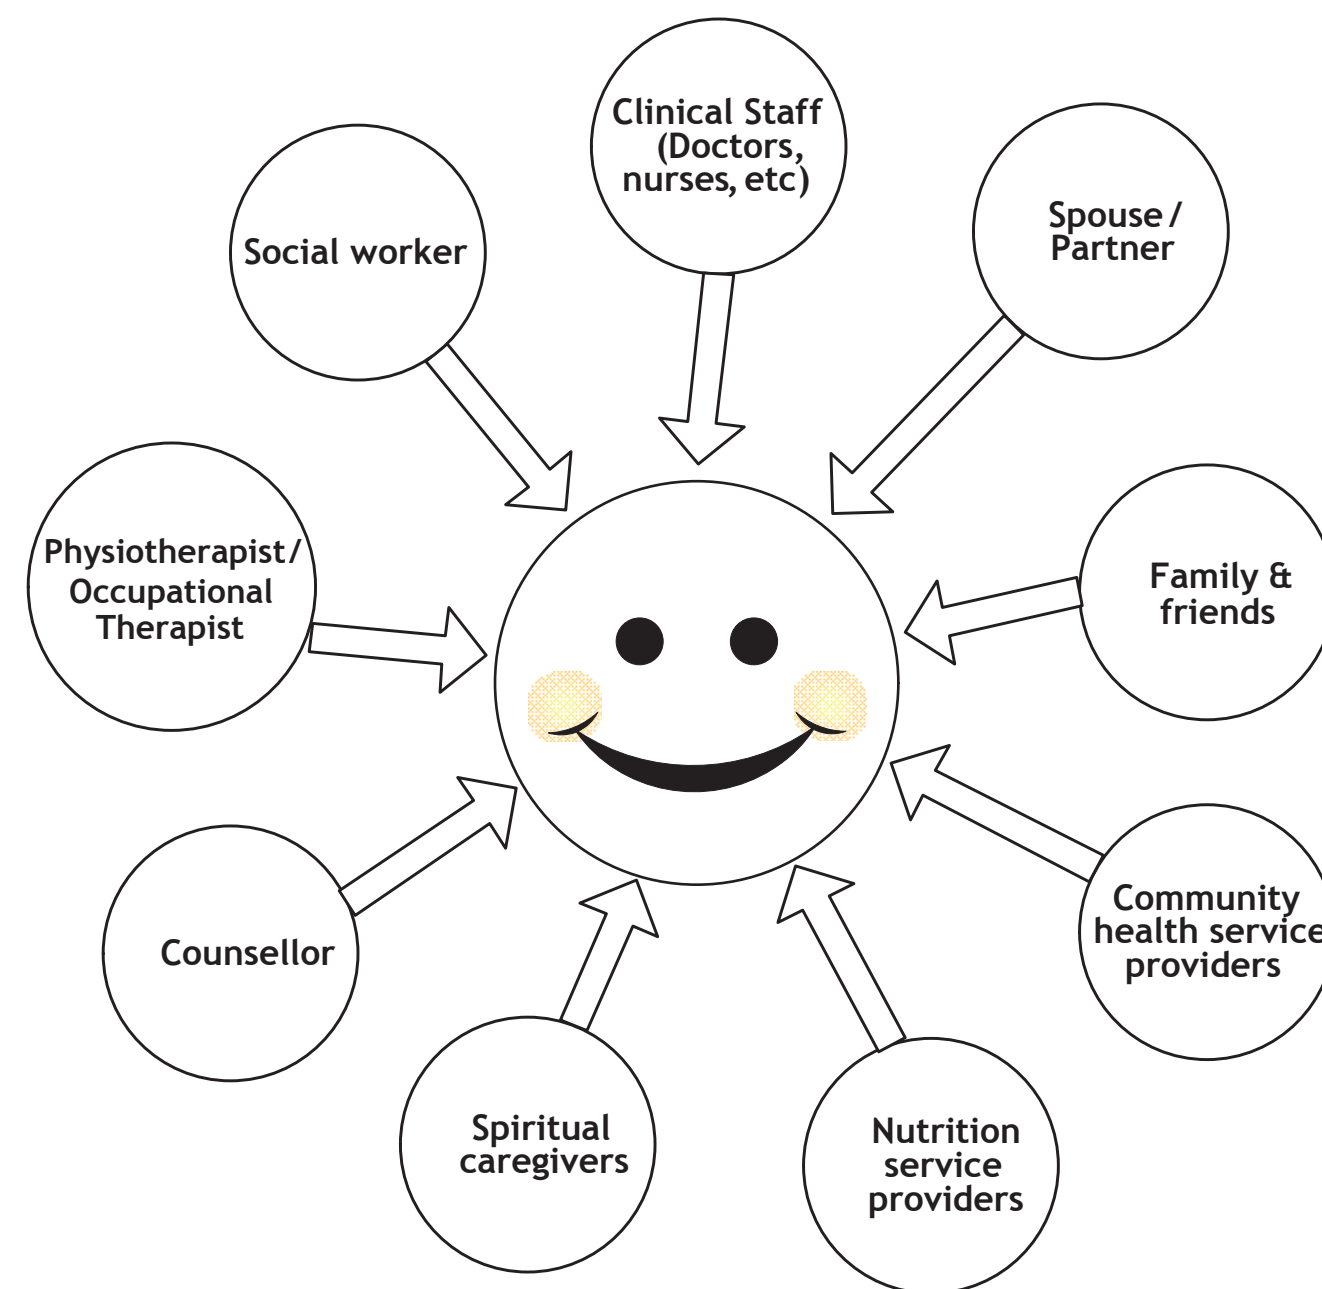 Clinical Staff
(Doctors,
nurses, etc)
Spouse /
Partner
Social worker
Physiotherapist/
Occupational
Therapist
Family &
friends
Community
health service
providers
Counsellor
Spiritual
caregivers
Nutrition
service
providers